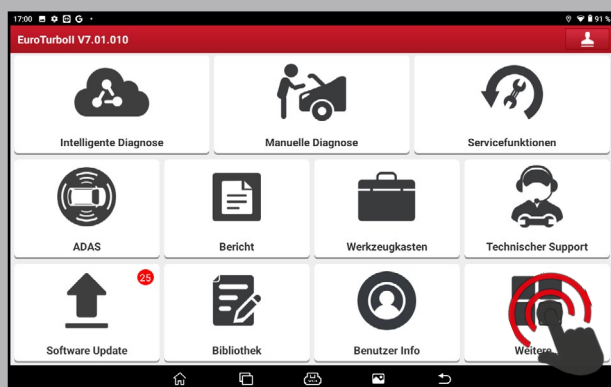 17:00
91 %
EuroTurboII V7.01.010
Intelligente Diagnose
Manuelle Diagnose
Servicefunktionen
ADAS
Bericht
Werkzeugkasten
Technischer Support
25
Software Update
Bibliothek
Benutzer Info
Weitere